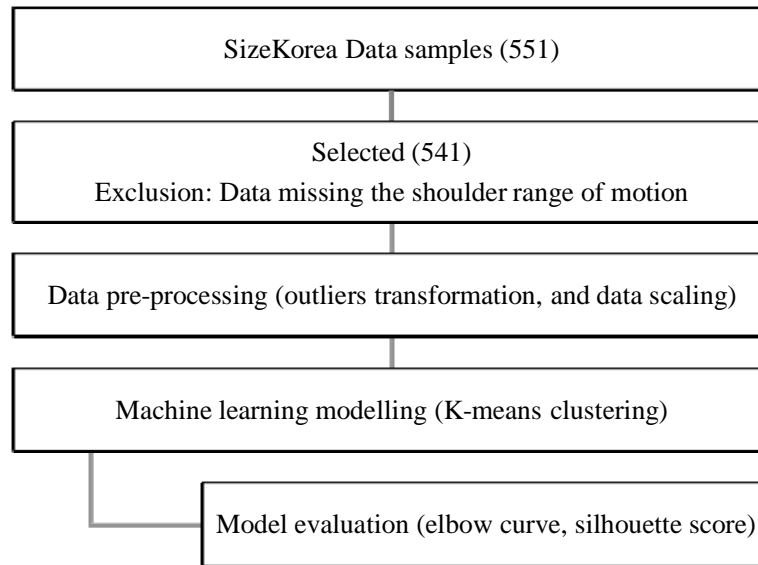 SizeKorea Data samples (551)
Selected (541)
Exclusion: Data missing the shoulder range of motion
Data pre-processing (outliers transformation, and data scaling)
Machine learning modelling (K-means clustering)
Model evaluation (elbow curve, silhouette score)